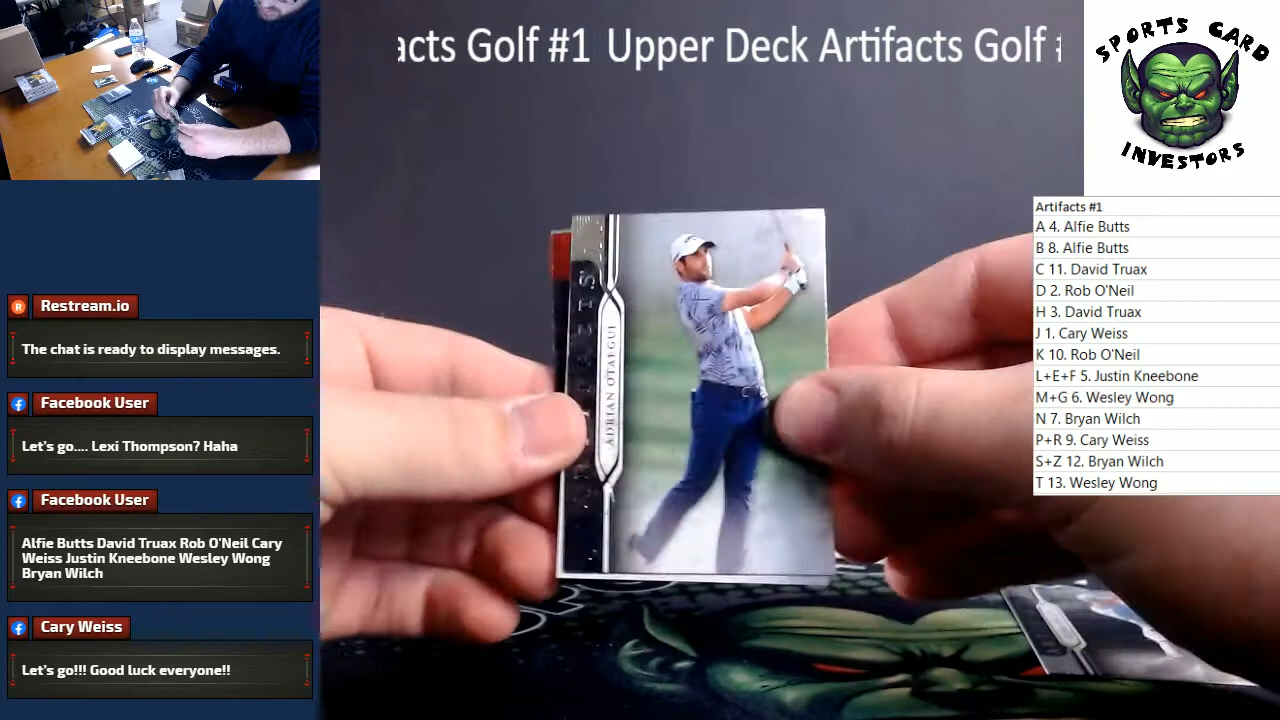 acts Golf #1 Upper Deck Artifacts Golf
SPORTS CARD
INVESTORS
Artifacts #1
A 4. Alfie Butts
B 8. Alfie Butts
C 11. David Truax
D 2. Rob O'Neil
H 3. David Truax
J 1. Cary Weiss
K 10. Rob O'Neil
L+E+F 5. Justin Kneebone
M+G 6. Wesley Wong
N 7. Bryan Wilch
P+R 9. Cary Weiss
S+Z 12. Bryan Wilch
T 13. Wesley Wong
Restream.io
The chat is ready to display messages.
Facebook User
Let's go.... Lexi Thompson? Haha
Facebook User
Alfie Butts David Truax Rob O'Neil Cary
Weiss Justin Kneebone Wesley Wong
Bryan Wilch
Cary Weiss
Let's go!!! Good luck everyone!!
ADRIAN OTAEGUI